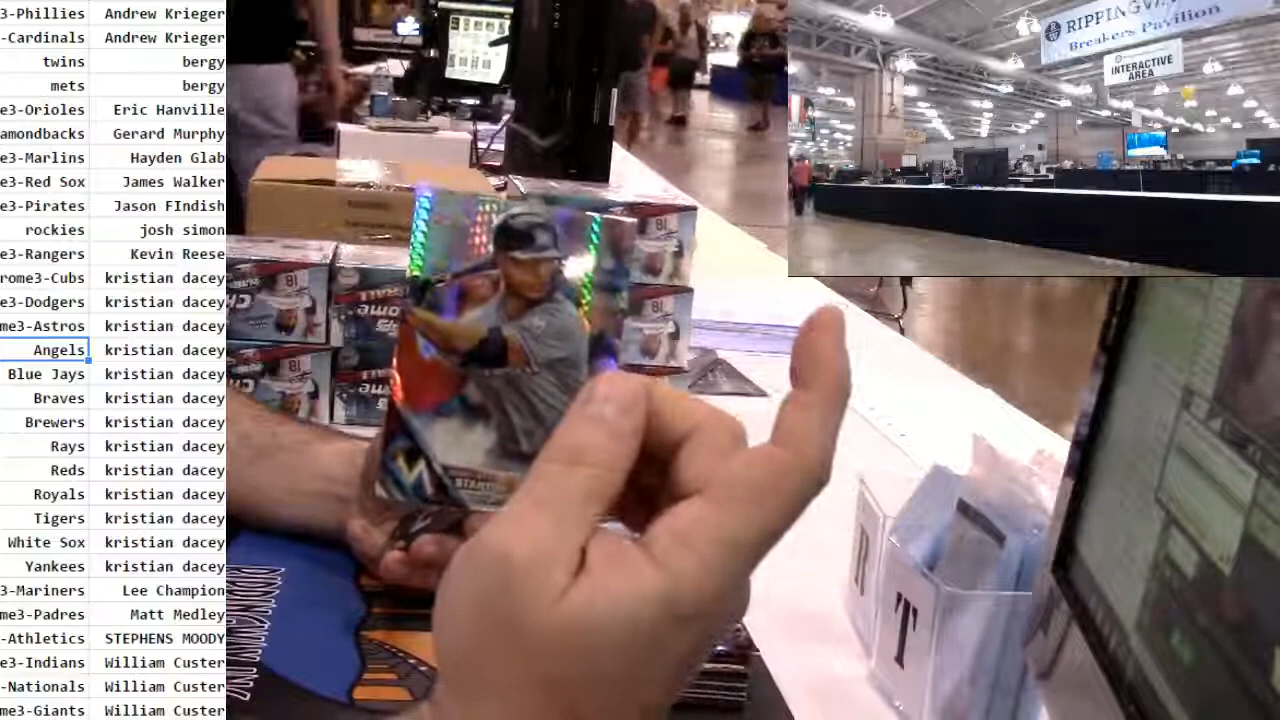 3-Phillies Andrew Krieger
-Cardinals Andrew Krieger
twins bergy
mets bergy
e3-Orioles Eric Hanville
amondbacks Gerard Murphy
e3-Marlins Hayden Glab
e3-Red Sox James Walker
e3-Pirates Jason FIndish
rockies josh simon
e3-Rangers Kevin Reese
rome3-Cubs kristian dacey
e3-Dodgers kristian dacey
me3-Astros kristian dacey
Angels kristian dacey
Blue Jays kristian dacey
Braves kristian dacey
Brewers kristian dacey
Rays kristian dacey
Reds kristian dacey
Royals kristian dacey
Tigers kristian dacey
White Sox kristian dacey
Yankees kristian dacey
3-Mariners Lee Champion
me3-Padres Matt Medley
-Athletics STEPHENS MOODY
e3-Indians William Custer
-Nationals William Custer
me3-Giants William Custer
RIPPINGWA
Breakers Pavilion
INTERACTIVE
AREA
18
18
T